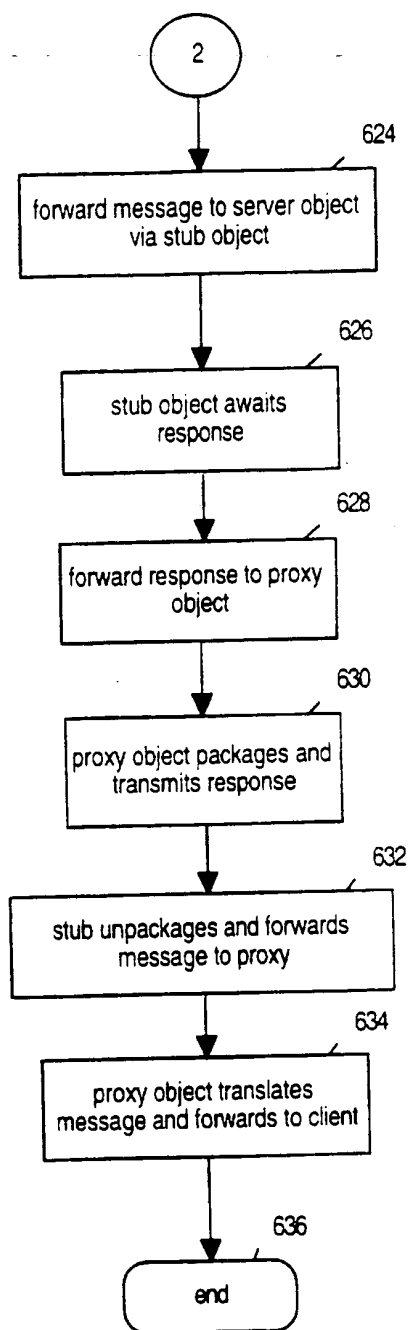 2
624
forward message to server object
via stub object
626
stub object awaits
response
628
forward response to proxy
object
630
proxy object packages and
transmits response
632
stub unpackages and forwards
message to proxy
634
proxy object translates
message and forwards to client
636
end